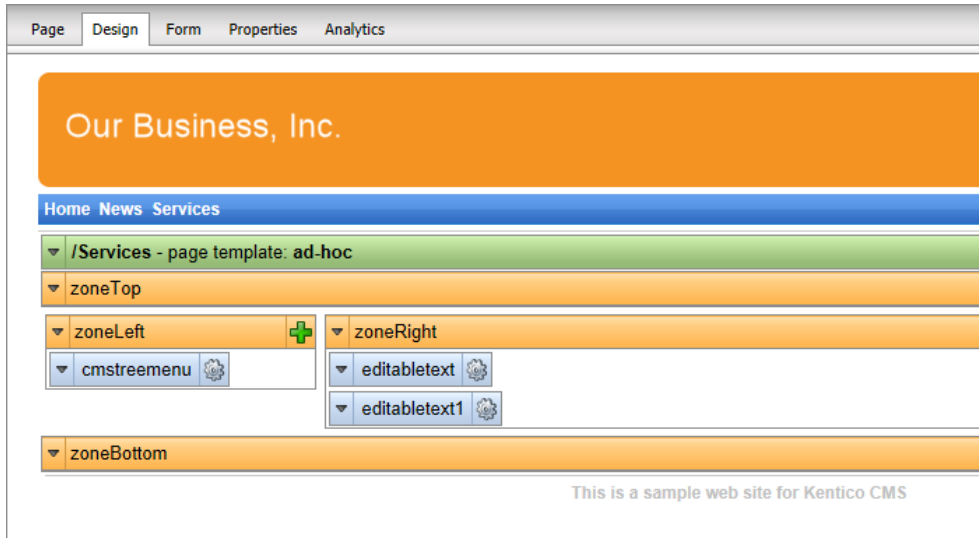 Page Design Form Properties Analytics
Our Business, Inc.
Home News Services
/Services - page template: ad-hoc
zoneTop
zoneLeft zoneRight
cmstreemenu editabletext
editabletext1
zoneBottom
This is a sample web site for Kentico CMS